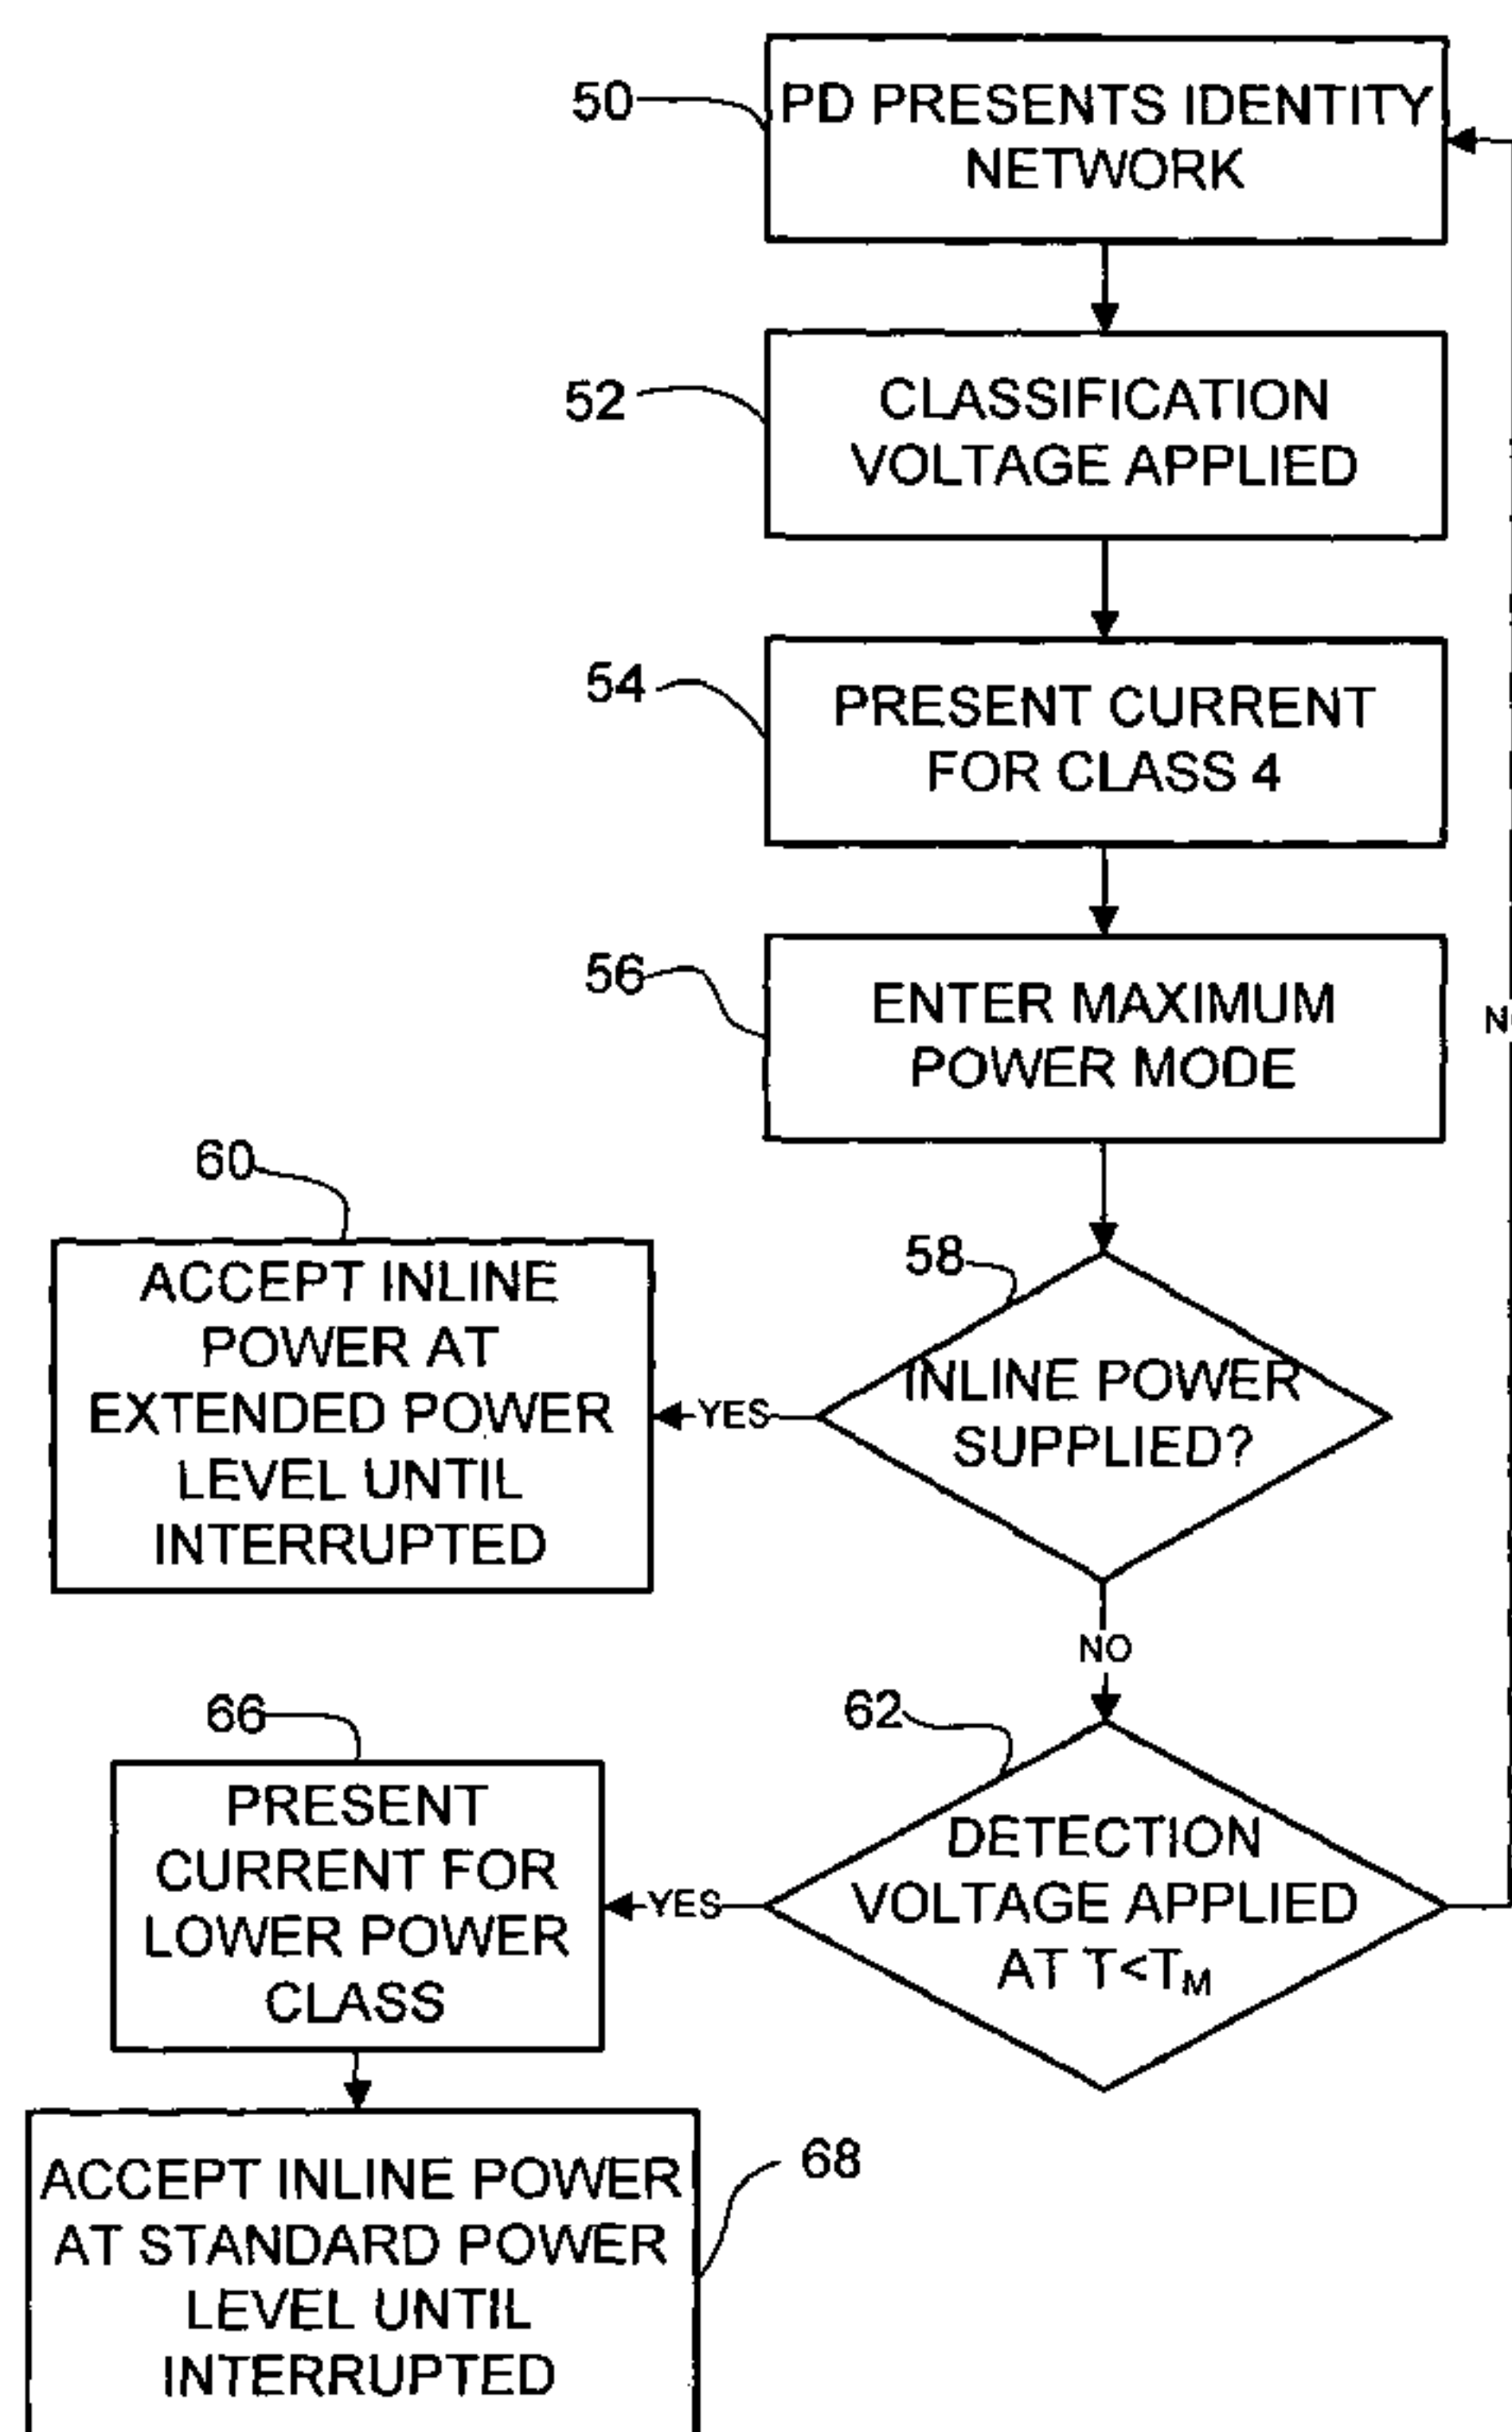 50
PD PRESENTS IDENTITY
NETWORK
52
CLASSIFICATION
VOLTAGE APPLIED
54
PRESENT CURRENT
FOR CLASS 4
56
ENTER MAXIMUM
POWER MODE
60
ACCEPT INLINE
POWER AT
EXTENDED POWER
LEVEL UNTIL
INTERRUPTED
58
INLINE POWER
SUPPLIED?
YES
NO
66
PRESENT
CURRENT FOR
LOWER POWER
CLASS
62
DETECTION
VOLTAGE APPLIED
AT T<TM
YES
68
ACCEPT INLINE POWER
AT STANDARD POWER
LEVEL UNTIL
INTERRUPTED